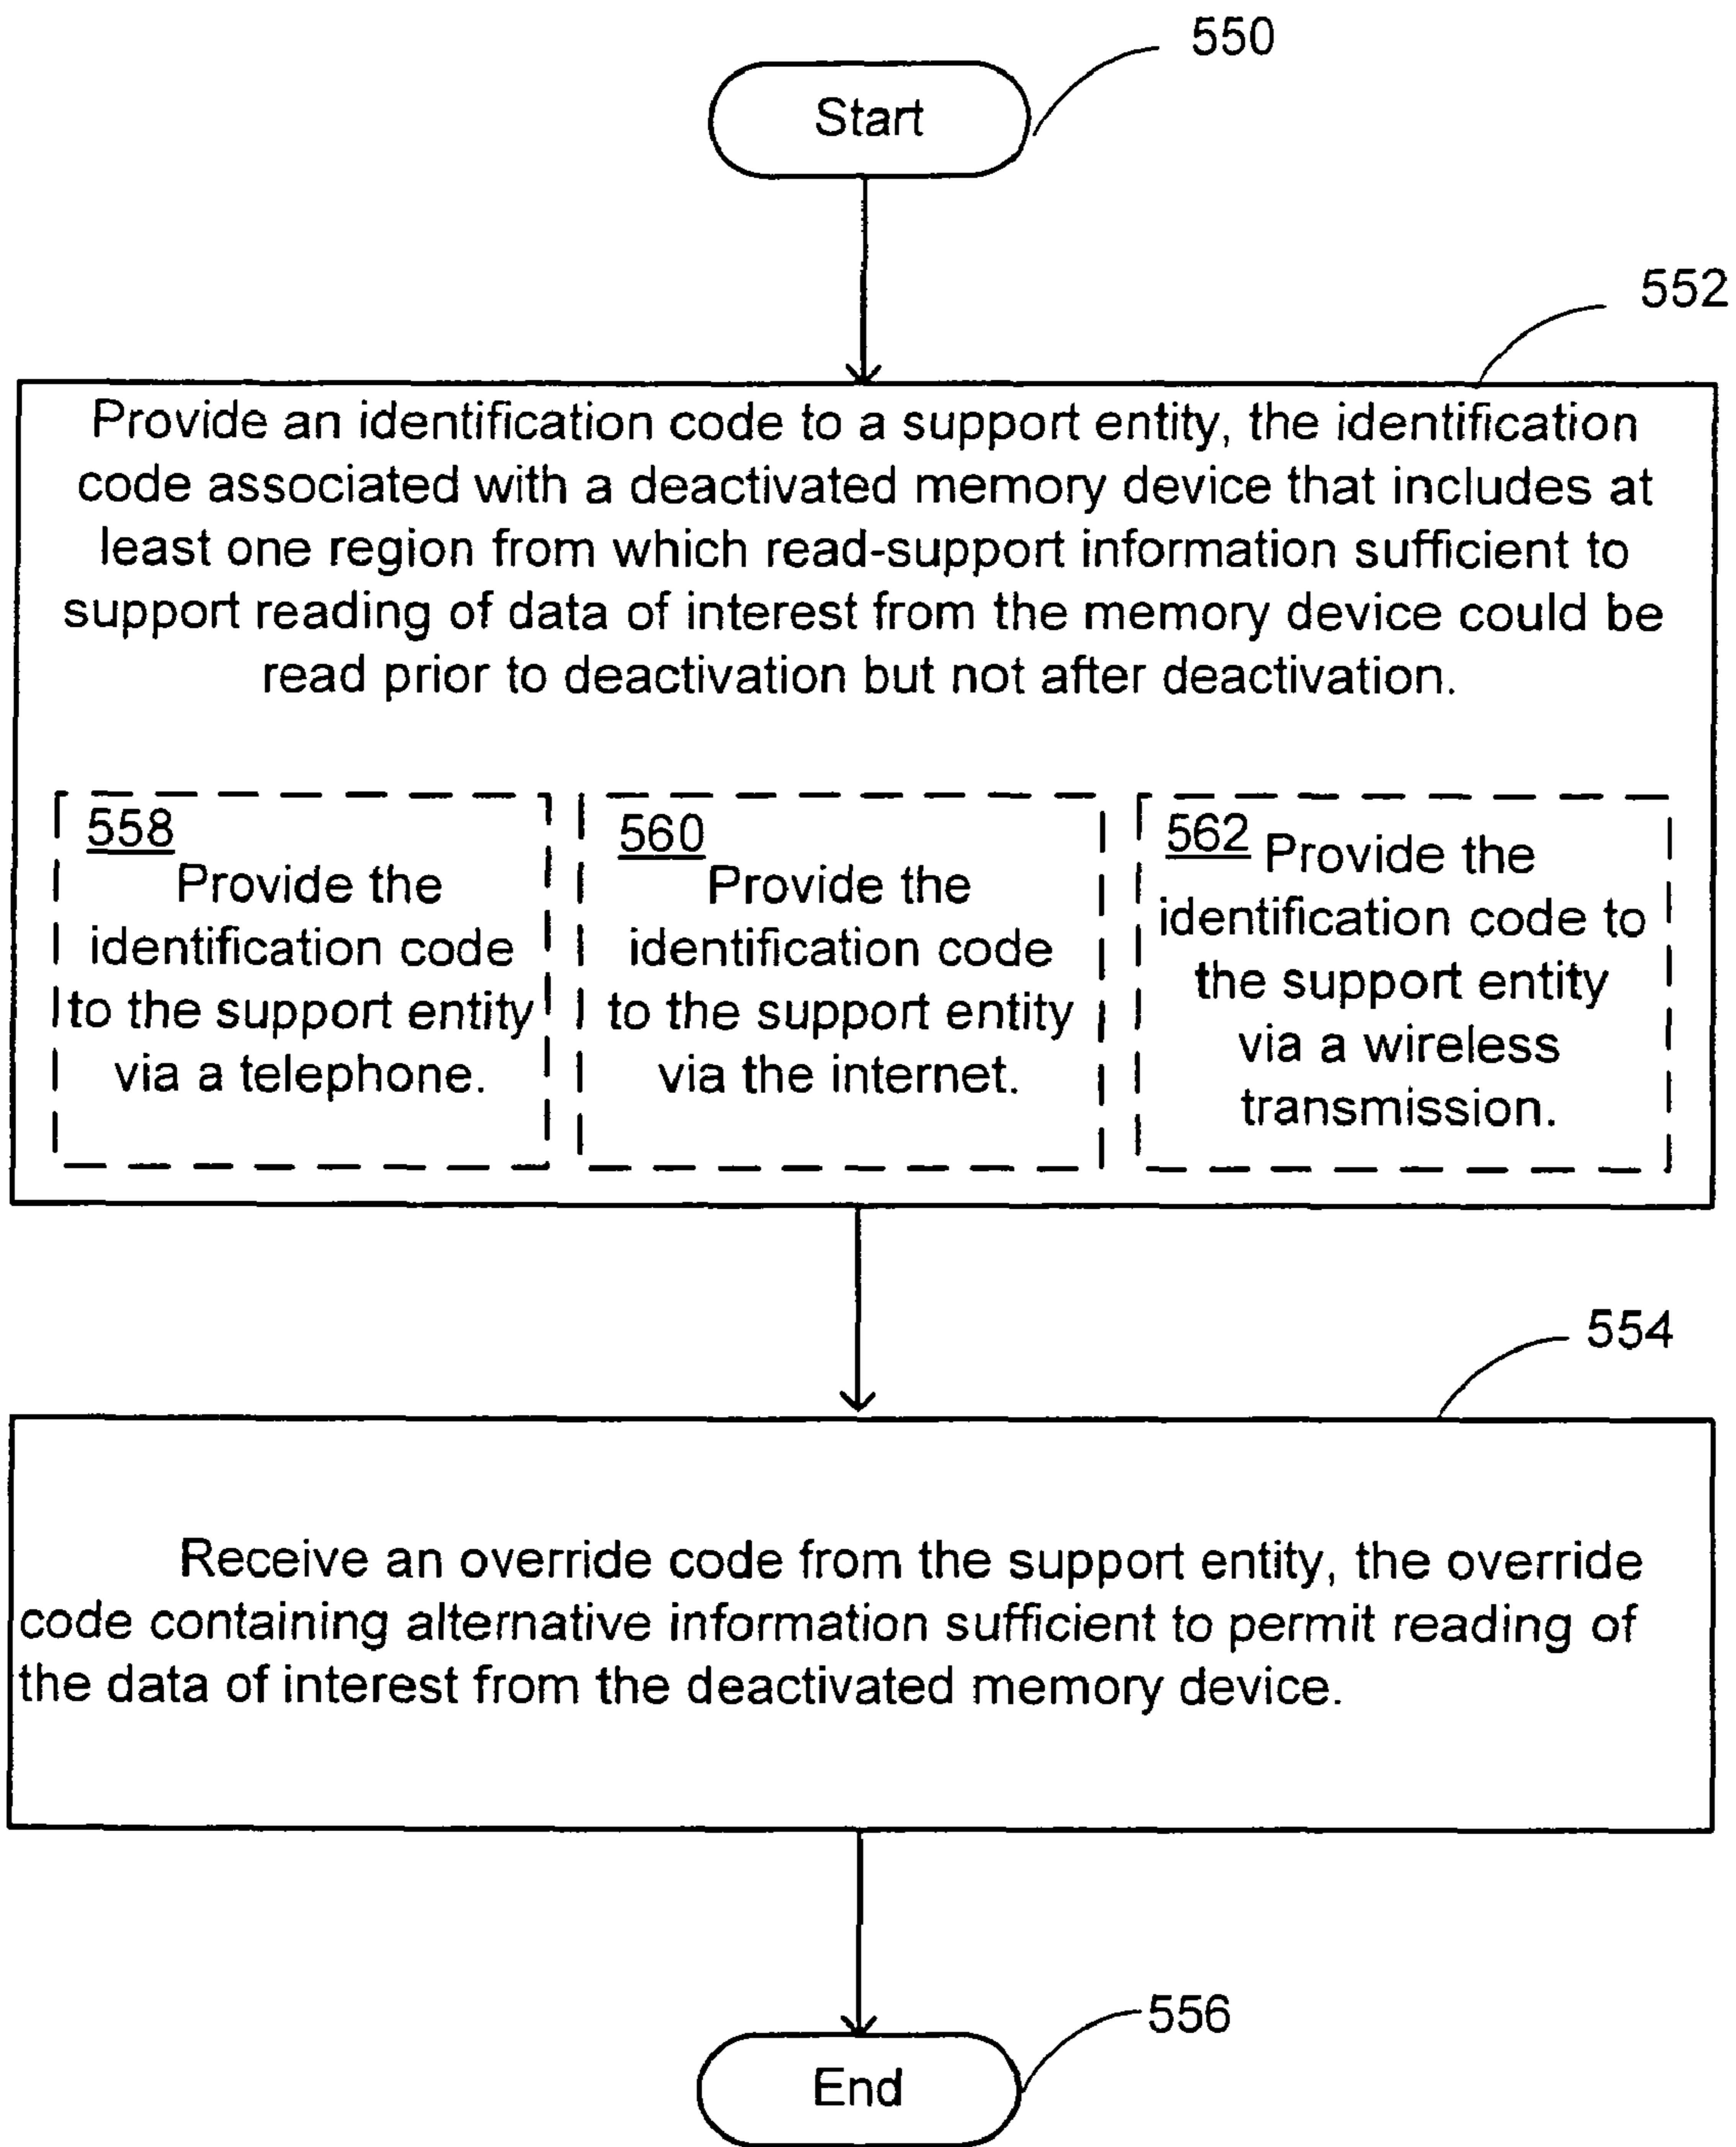 550
Start
552
Provide an identification code to a support entity, the identification
code associated with a deactivated memory device that includes at
least one region from which read-support information sufficient to
support reading of data of interest from the memory device could be
read prior to deactivation but not after deactivation.
558
Provide the
identification code
to the support entity
via a telephone.
560
Provide the
identification code
to the support entity
via the internet.
562 Provide the
identification code to
the support entity
via a wireless
transmission.
554
Receive an override code from the support entity, the override
code containing alternative information sufficient to permit reading of
the data of interest from the deactivated memory device.
556
End